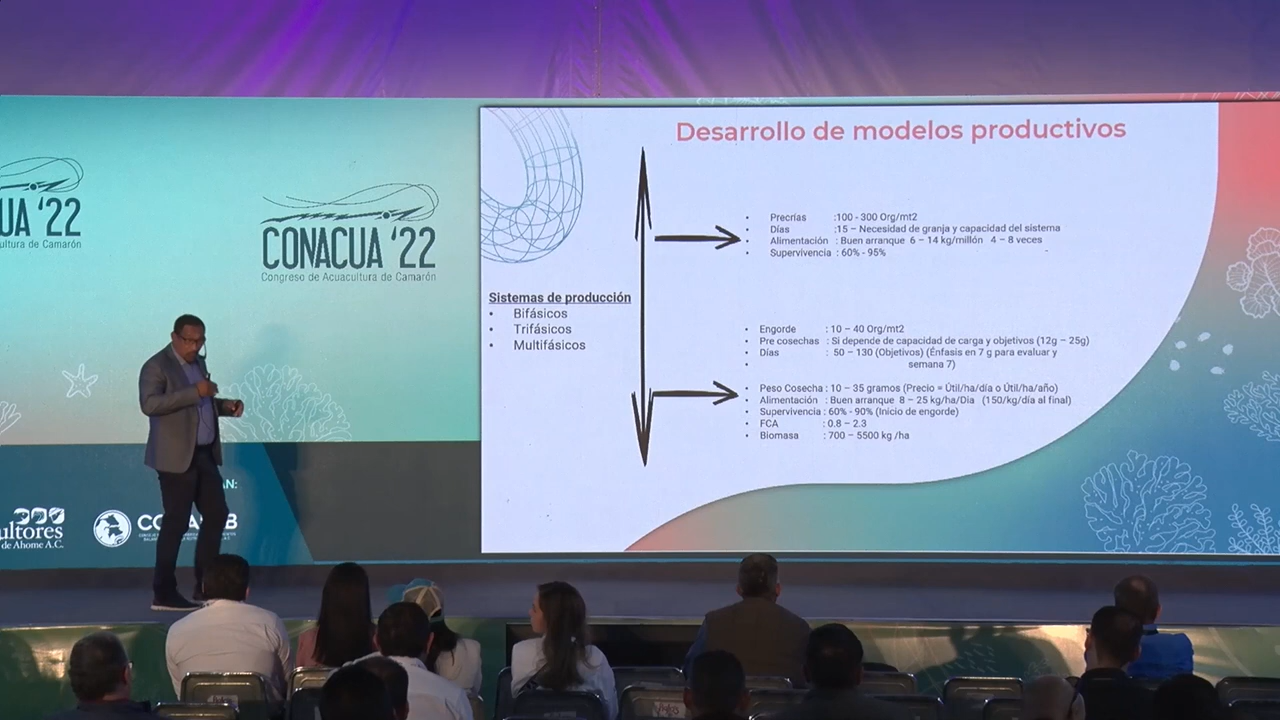 UA '22
ultura de Camarón
CONACUA '22
Congreso de Acuacultura de Camarón
Desarrollo de modelos productivos
Sistemas de producción
• Bifásicos
• Trifásicos
• Multifásicos
• Precrías :100 - 300 Org/mt2
• Días :15 – Necesidad de granja y capacidad del sistema
• Alimentación : Buen arranque 6 – 14 kg/millón 4 – 8 veces
• Supervivencia : 60% - 95%
• Engorde : 10 – 40 Org/mt2
• Pre cosechas : Si depende de capacidad de carga y objetivos (12g – 25g)
• Días : 50 – 130 (Objetivos) (Énfasis en 7 g para evaluar y
• semana 7)
• Peso Cosecha : 10 – 35 gramos (Precio = Útil/ha/día o Útil/ha/año)
• Alimentación : Buen arranque 8 – 25 kg/ha/Dia (150/kg/día al final)
• Supervivencia : 60% - 90% (Inicio de engorde)
• FCA : 0.8 – 2.3
• Biomasa : 700 – 5500 kg /ha
AN:
ultores
de Ahome A.C.